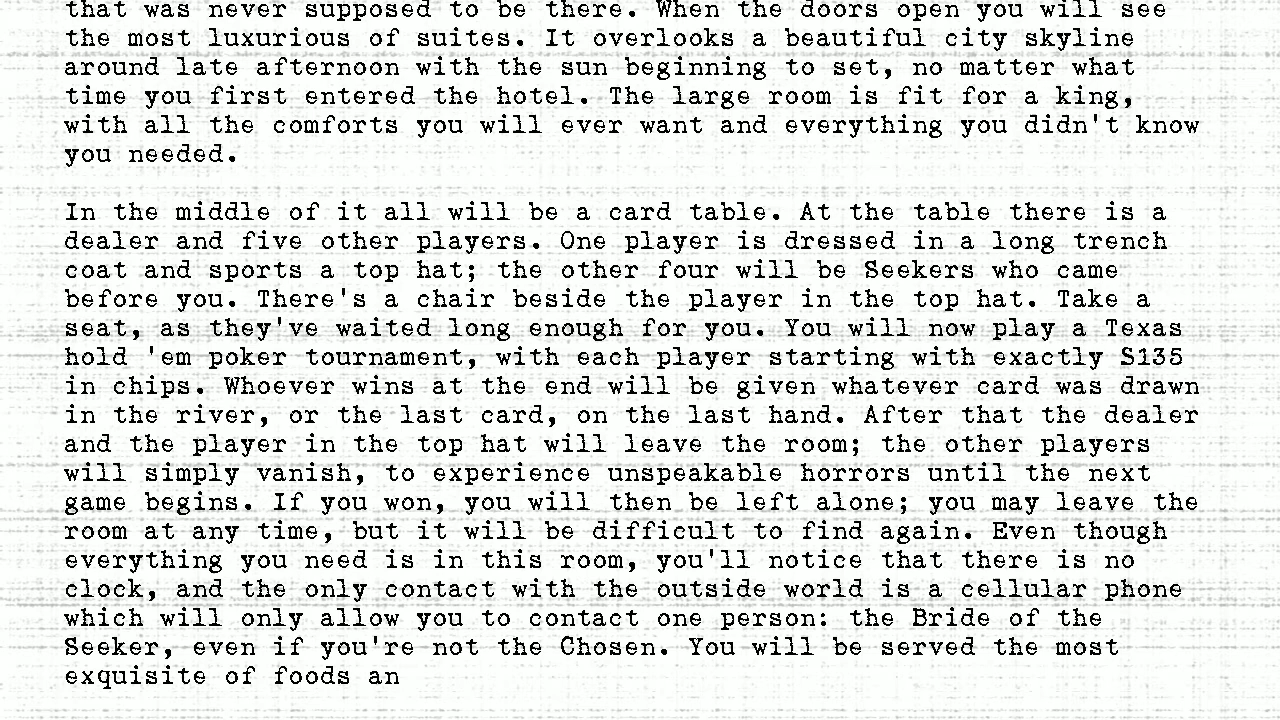 that was never supposed to be there. When the doors open you will see
the most luxurious of suites. It overlooks a beautiful city skyline
around late afternoon with the sun beginning to set, no matter what
time you first entered the hotel. The large room is fit for a king,
with all the comforts you will ever want and everything you didn't know
you needed.
In the middle of it all will be a card table. At the table there is a
dealer and five other players. One player is dressed in a long trench
coat and sports a top hat; the other four will be Seekers who came
before you. There's a chair beside the player in the top hat. Take a
seat, as they've waited long enough for you. You will now play a Texas
hold 'em poker tournament, with each player starting with exactly S135
in chips. Whoever wins at the end will be given whatever card was drawn
in the river, or the last card, on the last hand. After that the dealer
and the player in the top hat will leave the room; the other players
will simply vanish, to experience unspeakable horrors until the next
game begins. If you won, you will then be left alone; you may leave the
room at any time, but it will be difficult to find again. Even though
everything you need is in this room, you'll notice that there is no
clock, and the only contact with the outside world is a cellular phone
which will only allow you to contact one person: the Bride of the
Seeker, even if you're not the Chosen. You will be served the most
exquisite of foods an